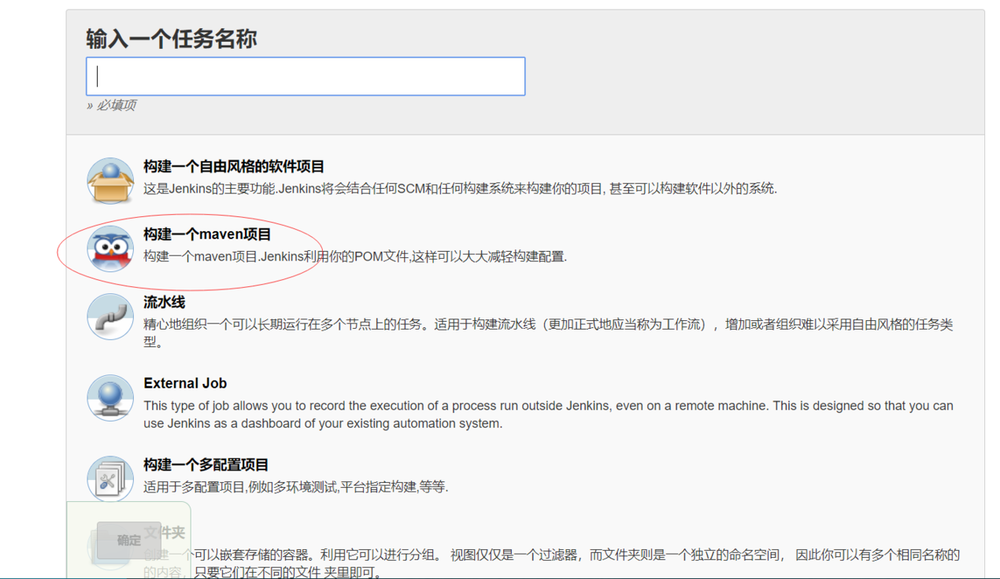 输入一个任务名称
» 必填项
构建一个自由风格的软件项目
这是Jenkins的主要功能.Jenkins将会结合任何SCM和任何构建系统来构建你的项目, 甚至可以构建软件以外的系统.
构建一个maven项目
构建一个maven项目.Jenkins利用你的POM文件,这样可以大大减轻构建配置.
流水线
精心地组织一个可以长期运行在多个节点上的任务。适用于构建流水线（更加正式地应当称为工作流），增加或者组织难以采用自由风格的任务类
型。
External Job
This type of job allows you to record the execution of a process run outside Jenkins, even on a remote machine. This is designed so that you can
use Jenkins as a dashboard of your existing automation system.
构建一个多配置项目
适用于多配置项目,例如多环境测试,平台指定构建,等等.
文件夹
确定
创建一个可以嵌套存储的容器。利用它可以进行分组。 视图仅仅是一个过滤器，而文件夹则是一个独立的命名空间， 因此你可以有多个相同名称的
的内容，只要它们在不同的文件 夹里即可。